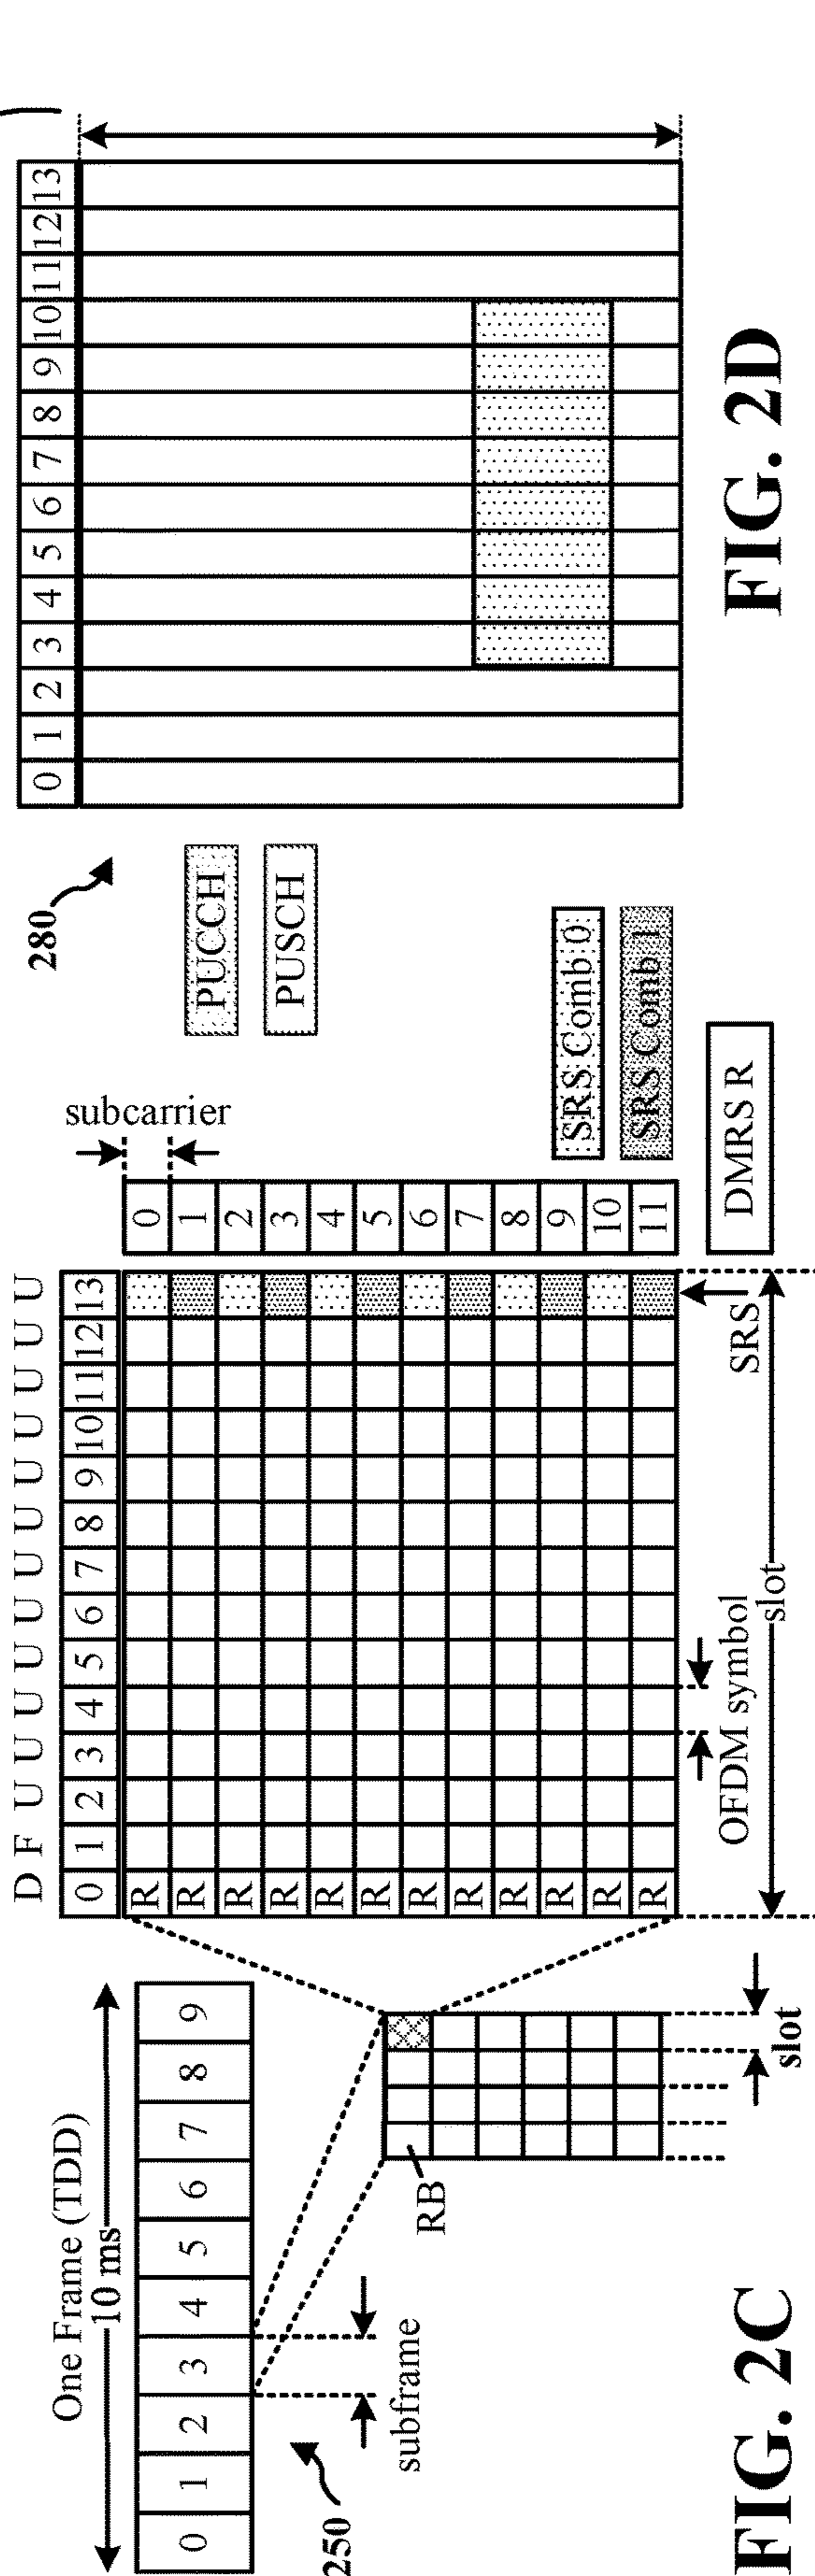 One Frame (TDD)
10 ms
0 1 2 3 4 5 6 7 8 9
250
subframe
RB
slot
FIG. 2C
D F U U U U U U U U U U U U
0 1 2 3 4 5 6 7 8 9 10 11 12 13
R
R
R
R
R
R
R
R
R
R
R
R
OFDM symbol
slot
SRS
subcarrier
0
1
2
3
4
5
6
7
8
9
10
11
DMRS R
SRS Comb 0
SRS Comb 1
280
PUCCH
PUSCH
0 1 2 3 4 5 6 7 8 9 10 11 12 13
FIG. 2D